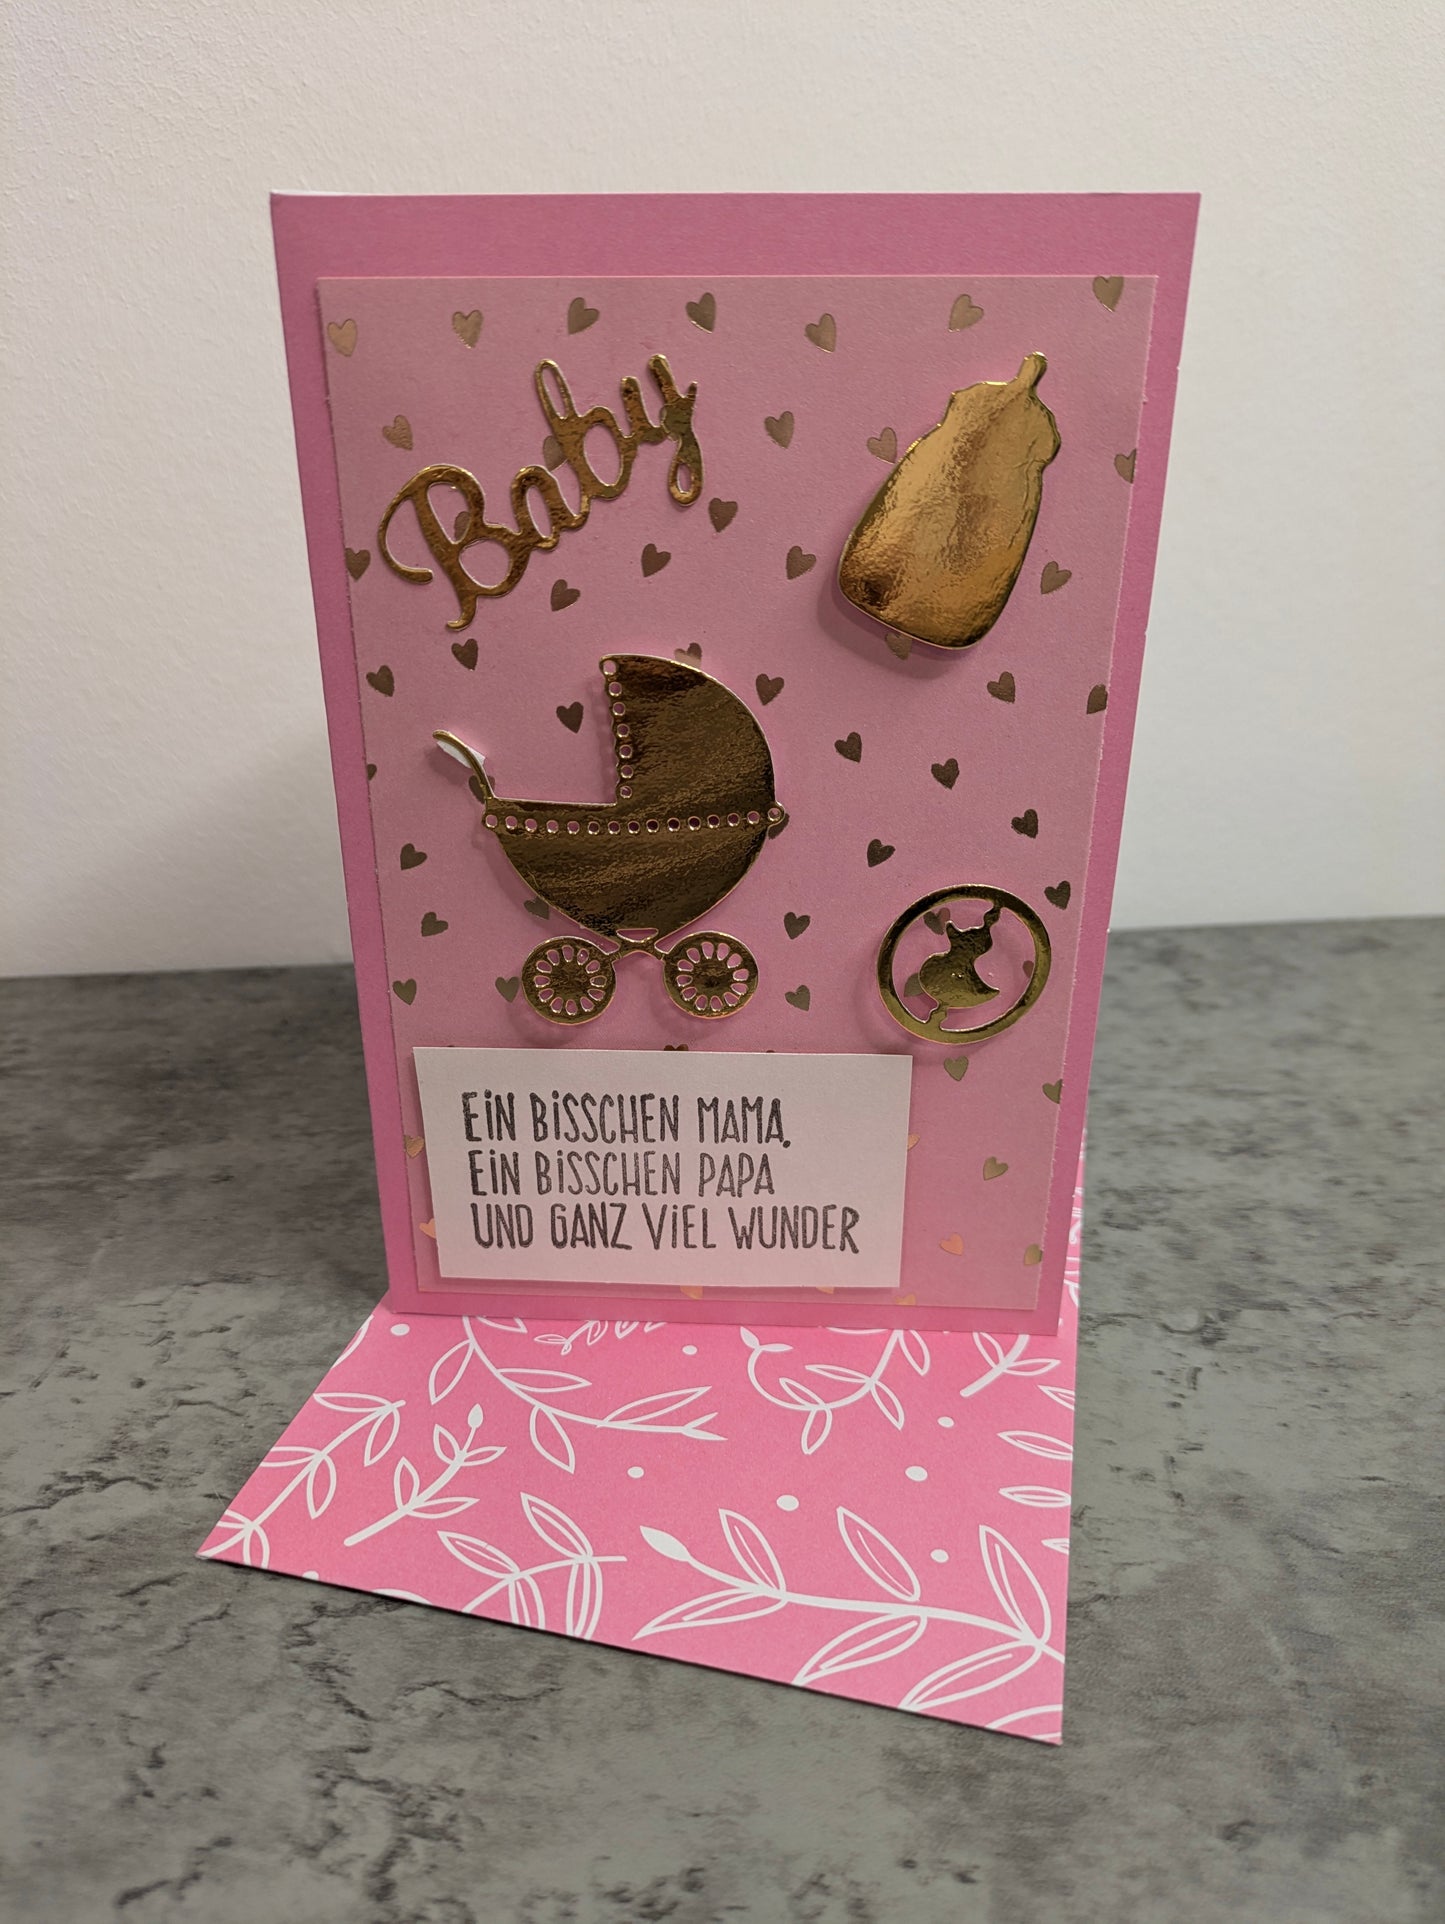 Baby
EiN BiSSCHEN MAMA,
EiN BiSSCHEN PAPA
UND GANZ ViEL WUNDER